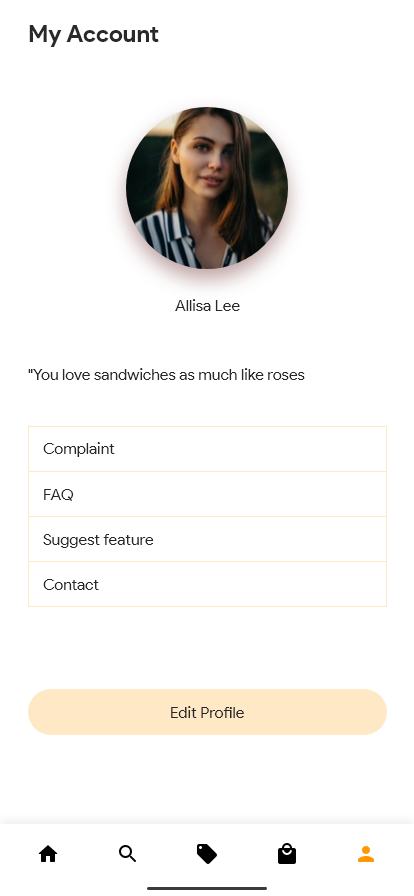 My Account
Allisa Lee
"You love sandwiches as much like roses
Complaint
FAQ
Suggest feature
Contact
Edit Profile